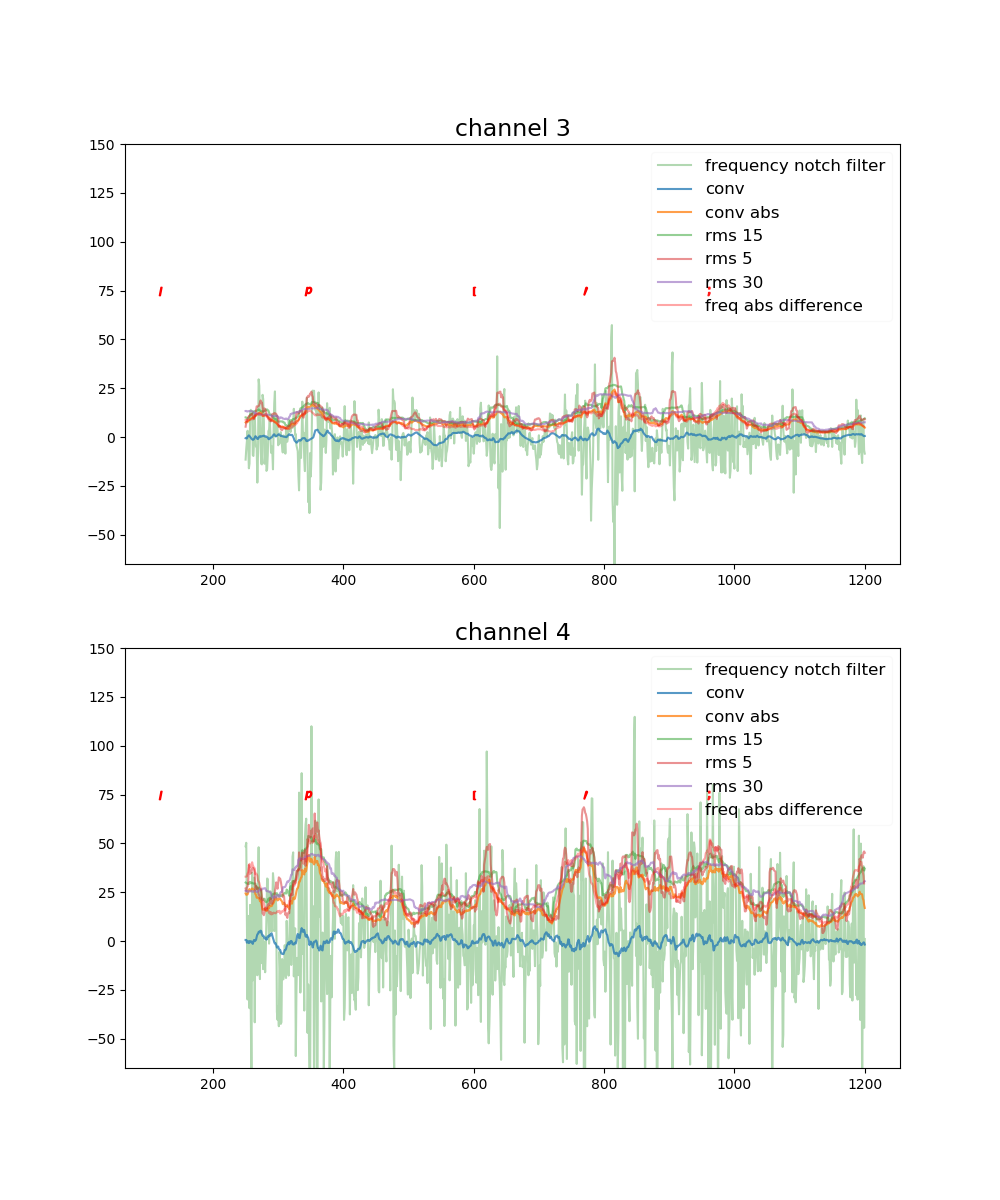 channel 3
150
125
100
75
50
25
0
−25
−50
frequency notch filter
conv
conv abs
rms 15
rms 5
rms 30
freq abs difference
l p [ ; ;
200 400 600 800 1000 1200
channel 4
150
125
100
75
50
25
0
−25
−50
frequency notch filter
conv
conv abs
rms 15
rms 5
rms 30
freq abs difference
p [
200 400 600 800 1000 1200